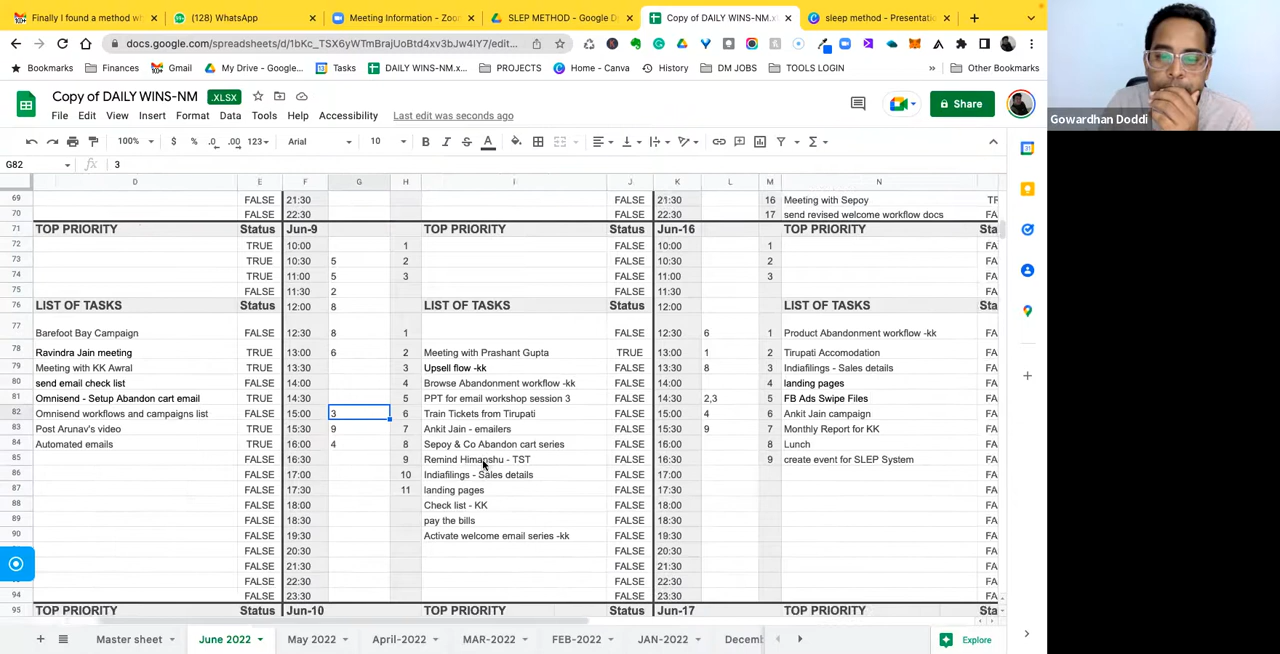 Finally I found a method wh × (128) WhatsApp × Meeting Information - Zoo × SLEP METHOD - Google D × Copy of DAILY WINS-NM.x × sleep method - Presentati × +
docs.google.com/spreadsheets/d/1bKc_TSX6yWTmBrajUoBtd4xv3bJw4IY7/edit...
Bookmarks Finances Gmail My Drive - Google... Tasks DAILY WINS-NM.x... PROJECTS Home - Canva History DM JOBS TOOLS LOGIN » Other Bookmarks
Copy of DAILY WINS-NM .XLSX Share
File Edit View Insert Format Data Tools Help Accessibility Last edit was seconds ago
100% $ % .0 .00 123 Arial 10 B I S A
G82 fx 3
D E F G H I J K L M N
69 FALSE 21:30 FALSE 21:30 16 Meeting with Sepoy TF
70 FALSE 22:30 FALSE 22:30 17 send revised welcome workflow docs FA
71 TOP PRIORITY Status Jun-9 TOP PRIORITY Status Jun-16 TOP PRIORITY Sta
72 TRUE 10:00 1 FALSE 10:00 1 FA
73 TRUE 10:30 5 2 FALSE 10:30 2 FA
74 TRUE 11:00 5 3 FALSE 11:00 3 FA
75 TRUE 11:30 2 FALSE 11:30 FA
76 LIST OF TASKS Status 12:00 8 LIST OF TASKS Status 12:00 LIST OF TASKS Sta
77 Barefoot Bay Campaign FALSE 12:30 8 1 FALSE 12:30 6 1 Product Abandonment workflow -kk FA
78 Ravindra Jain meeting TRUE 13:00 6 2 Meeting with Prashant Gupta TRUE 13:00 1 2 Tirupati Accomodation FA
79 Meeting with KK Awral TRUE 13:30 3 Upsell flow -kk FALSE 13:30 8 3 Indiafilings - Sales details FA
80 send email check list TRUE 14:00 4 Browse Abandonment workflow -kk FALSE 14:00 4 landing pages FA
81 Omnisend - Setup Abandon cart email TRUE 14:30 5 PPT for email workshop session 3 FALSE 14:30 2,3 5 FB Ads Swipe Files FA
82 Omnisend workflows and campaigns list FALSE 15:00 3 6 Train Tickets from Tirupati FALSE 15:00 4 6 Ankit Jain campaign FA
83 Post Arunav's video FALSE 15:30 9 7 Ankit Jain - emailers FALSE 15:30 9 7 Monthly Report for KK FA
84 Automated emails TRUE 16:00 4 8 Sepoy & Co Abandon cart series FALSE 16:00 8 Lunch FA
85 FALSE 16:30 9 Remind Himanshu - TST FALSE 16:30 9 create event for SLEP System FA
86 FALSE 17:00 10 Indiafilings - Sales details FALSE 17:00 FA
87 FALSE 17:30 11 landing pages FALSE 17:30 FA
88 FALSE 18:00 Check list - KK FALSE 18:00 FA
89 FALSE 18:30 pay the bills FALSE 18:30 FA
90 FALSE 19:30 Activate welcome email series -kk FALSE 19:30 FA
FALSE 20:30 FALSE 20:30 FA
FALSE 21:30 FALSE 21:30 FA
FALSE 22:30 FALSE 22:30 FA
94 FALSE 23:30 FALSE 23:30 FA
95 TOP PRIORITY Status Jun-10 TOP PRIORITY Status Jun-17 TOP PRIORITY Sta
+ Master sheet June 2022 May 2022 April-2022 MAR-2022 FEB-2022 JAN-2022 Decemb Explore
Gowardhan Doddi